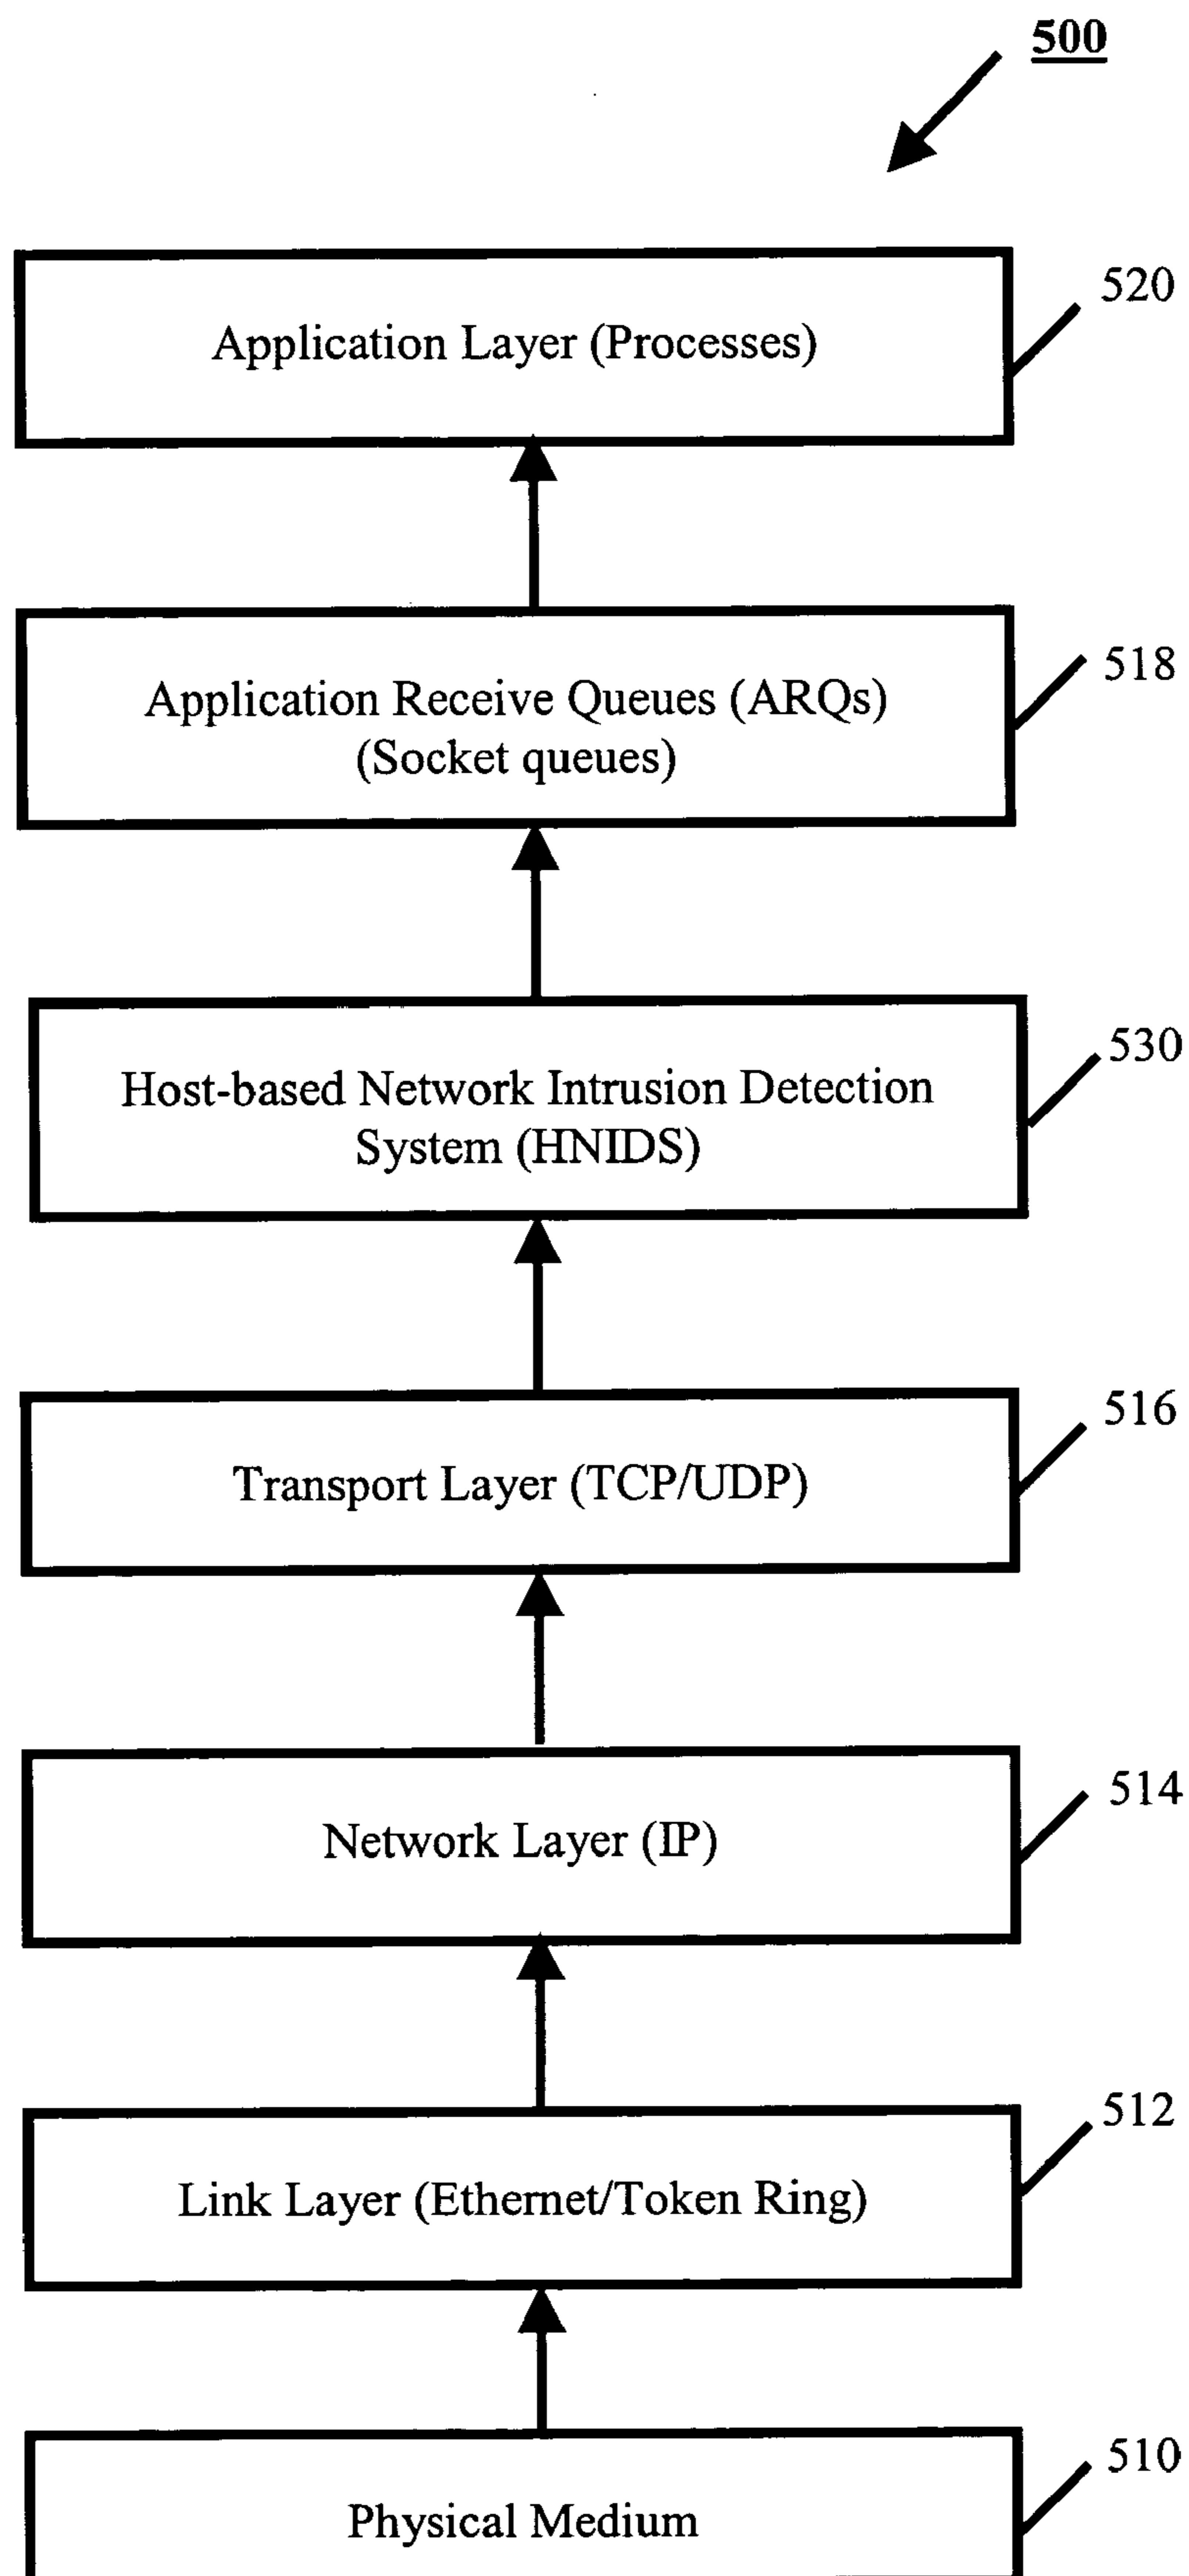 500
Application Layer (Processes)
520
Application Receive Queues (ARQs)
(Socket queues)
518
Host-based Network Intrusion Detection
System (HNIDS)
530
Transport Layer (TCP/UDP)
516
Network Layer (IP)
514
Link Layer (Ethernet/Token Ring)
512
Physical Medium
510